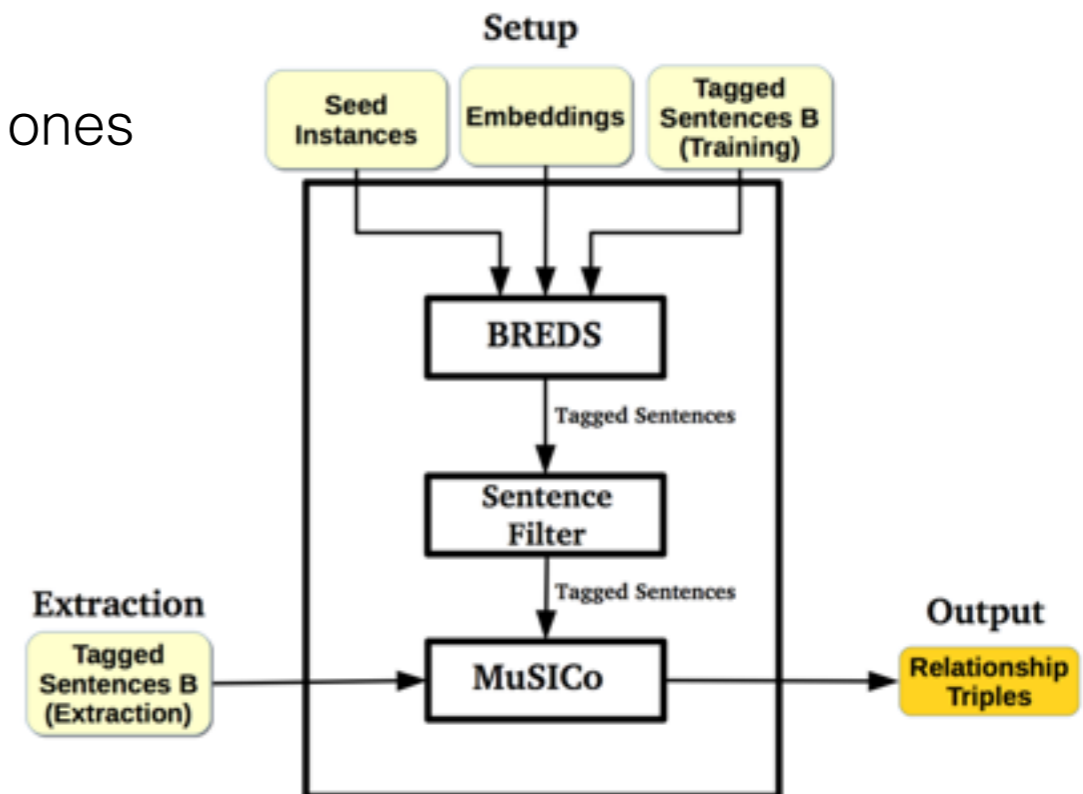 Setup
ones
Seed
Instances
Embeddings
Tagged
Sentences B
(Training)
BREDS
Tagged Sentences
Sentence
Filter
Tagged Sentences
Extraction
Tagged
Sentences B
(Extraction)
MuSICo
Output
Relationship
Triples